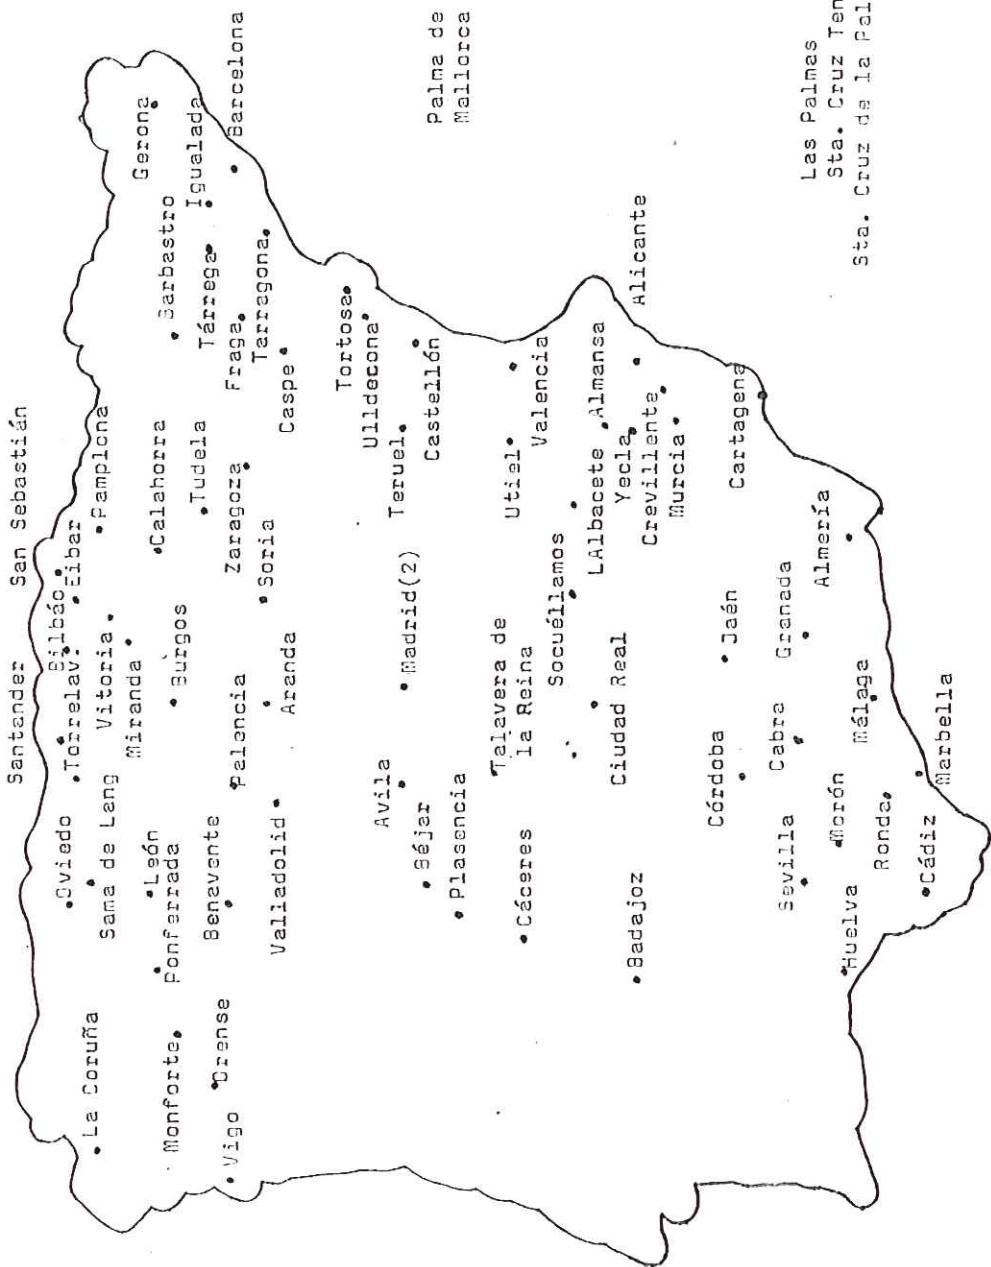 Santander
San Sebastián
Oviedo
Torrelav.
Bilbáo
Eibar
Pamplona
La Coruña
Sama de Lang
Vitoria
Miranda
León
Ponferrada
Monforte
Burgos
Calahorra
Tudela
Barbastro
Gerona
Igualada
Tárrega
Barcelona
Vigo
Orense
Benavente
Palencia
Zaragoza
Fraga
Tarragona
Soria
Valladolid
Aranda
Caspe
Tortosa
Ulldecona
Avila
Béjar
Plasencia
Madrid(2)
Teruel
Castellón
Palma de
Mallorca
Cáceres
Talavera de
la Reina
Utiel
Valencia
Socuéllamos
LAlbacete
Almansa
Ciudad Real
Badajoz
Yecla
Crevillente
Murcia
Alicante
Córdoba
Jaén
Cartagena
Sevilla
Cabra
Granada
Almería
Huelva
Morón
Málaga
Ronda
Cádiz
Marbella
Las Palmas
Sta. Cruz Ten
Sta. Cruz de la Pal